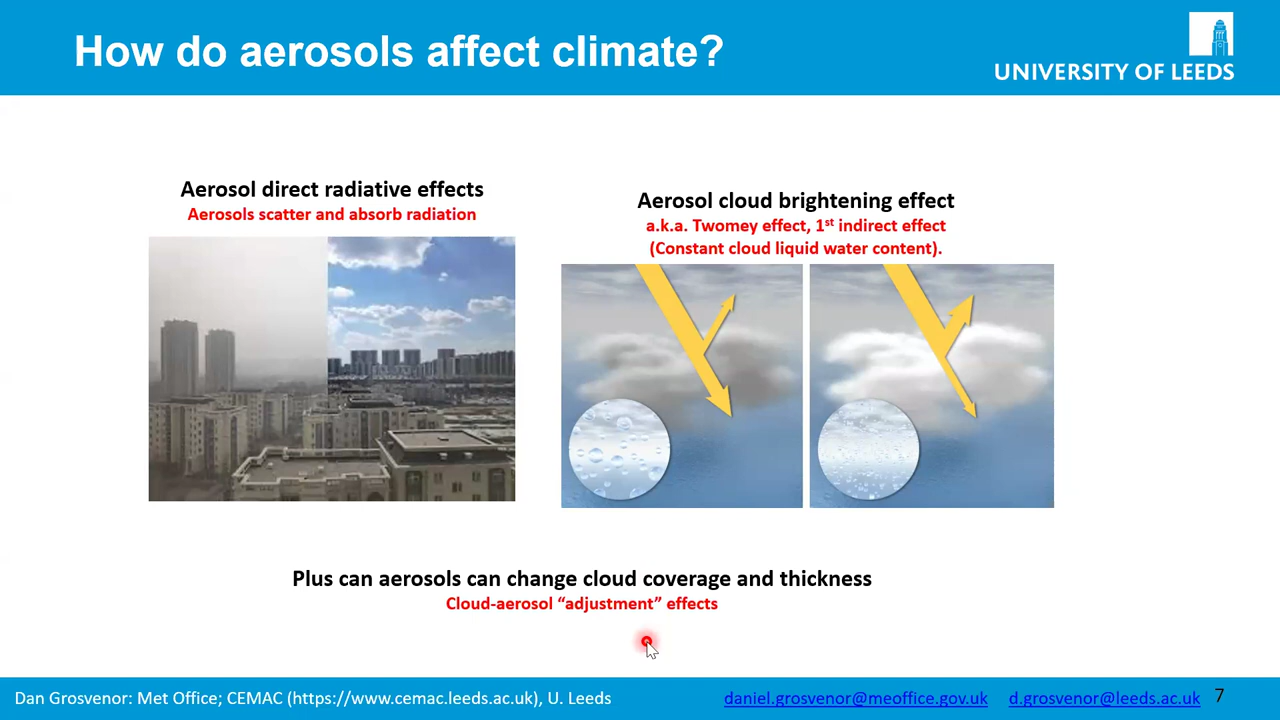 How do aerosols affect climate?
UNIVERSITY OF LEEDS
Aerosol direct radiative effects
Aerosols scatter and absorb radiation
Aerosol cloud brightening effect
a.k.a. Twomey effect, 1st indirect effect
(Constant cloud liquid water content).
Plus can aerosols can change cloud coverage and thickness
Cloud-aerosol “adjustment” effects
Dan Grosvenor: Met Office; CEMAC (https://www.cemac.leeds.ac.uk), U. Leeds
daniel.grosvenor@meoffice.gov.uk d.grosvenor@leeds.ac.uk 7